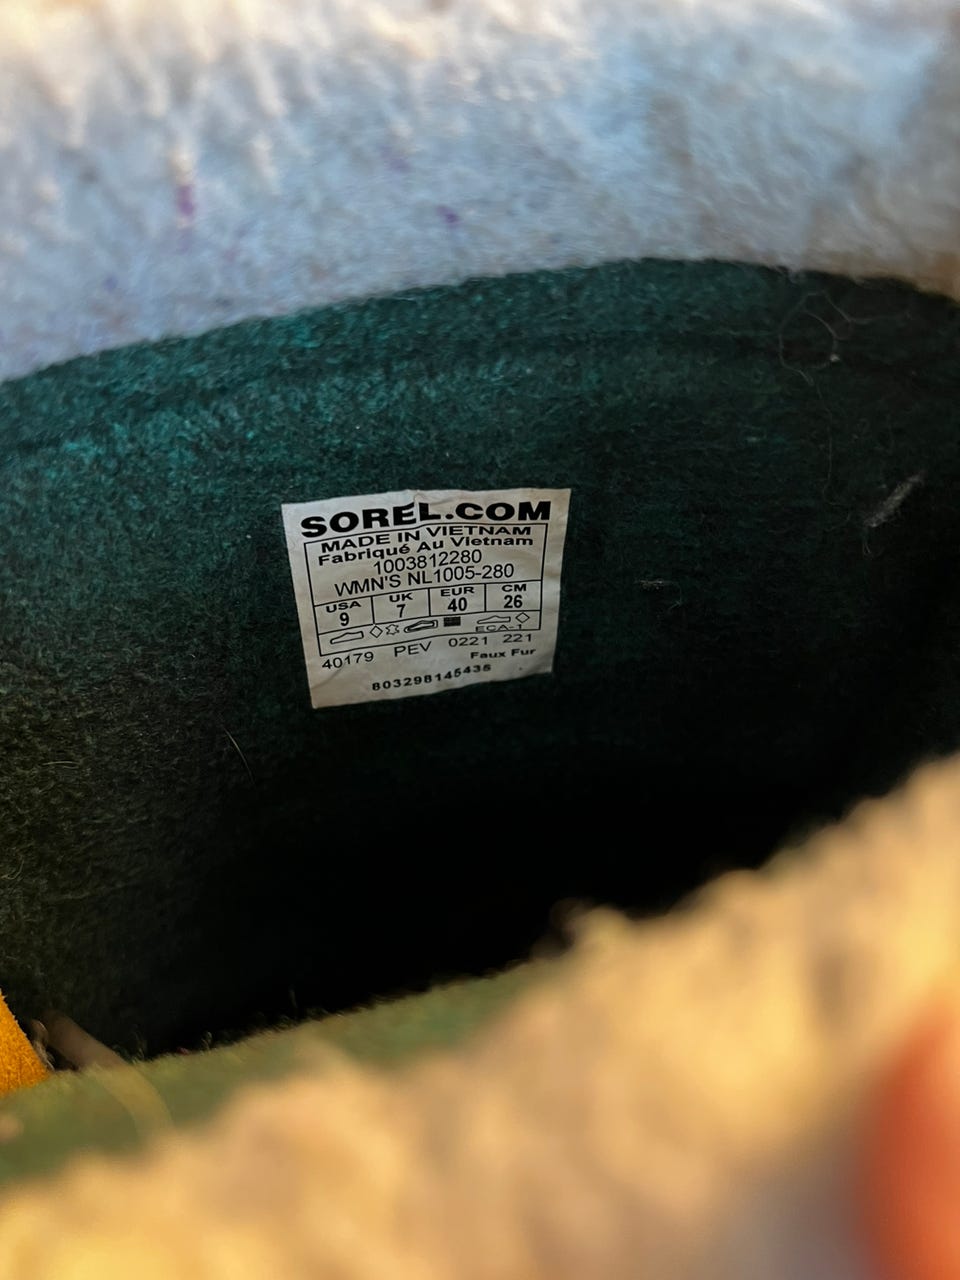 SOREL.COM
MADE IN VIETNAM
Fabriqué Au Vietnam
1003812280
WMN'S NL1005-280
USA UK EUR CM
9 7 40 26
ECA-1
40179 PEV 0221 221
Faux Fur
803298145435